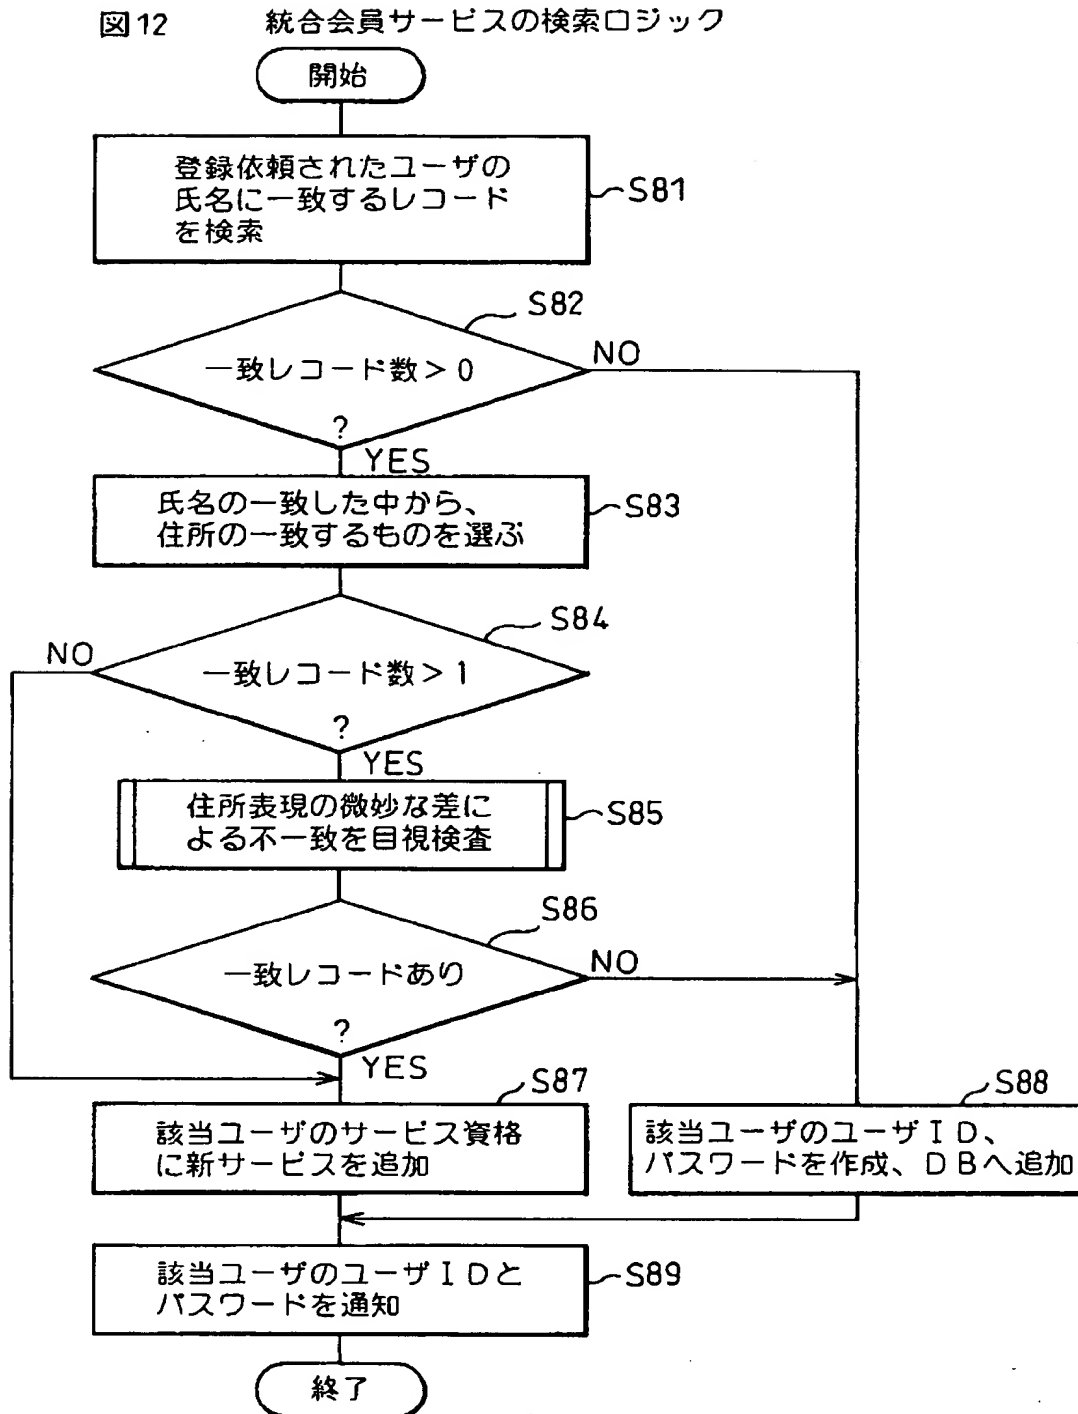 図12 統合会員サービスの検索ロジック
開始
登録依頼されたユーザの
氏名に一致するレコード
を検索
S81
S82
一致レコード数>0
?
NO
YES
氏名の一致した中から、
住所の一致するものを選ぶ
S83
S84
NO
一致レコード数>1
?
YES
住所表現の微妙な差に
よる不一致を目視検査
S85
S86
一致レコードあり
?
NO
YES
S87
該当ユーザのサービス資格
に新サービスを追加
S88
該当ユーザのユーザID、
パスワードを作成、DBへ追加
該当ユーザのユーザIDと
パスワードを通知
S89
終了